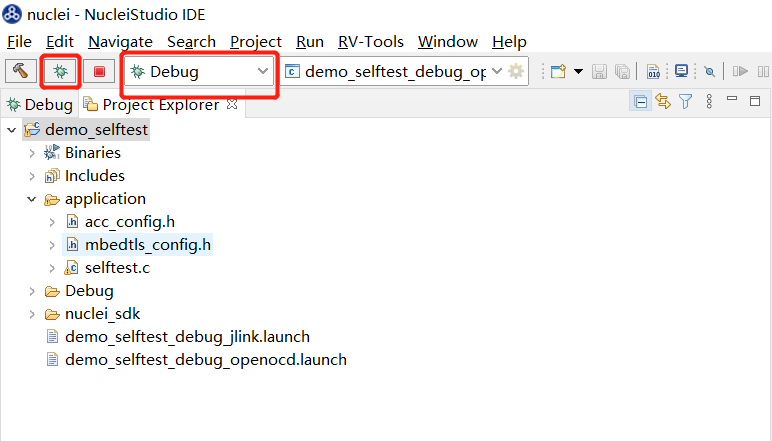 nuclei - NucleiStudio IDE
File Edit Navigate Search Project Run RV-Tools Window Help
Debug demo_selftest_debug_op 010
Debug Project Explorer
demo_selftest
Binaries
Includes
application
.h acc_config.h
.h mbedtls_config.h
c selftest.c
Debug
nuclei_sdk
demo_selftest_debug_jlink.launch
demo_selftest_debug_openocd.launch